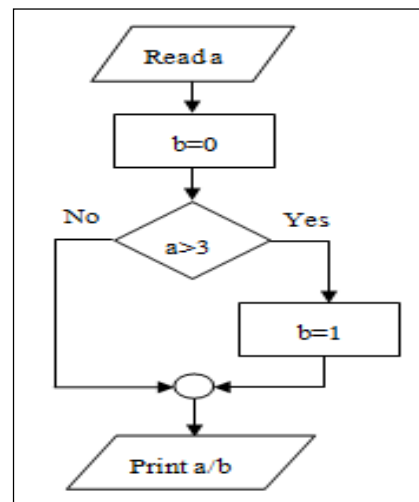 Read a
b=0
No
Yes
a>3
b=1
Print a/b